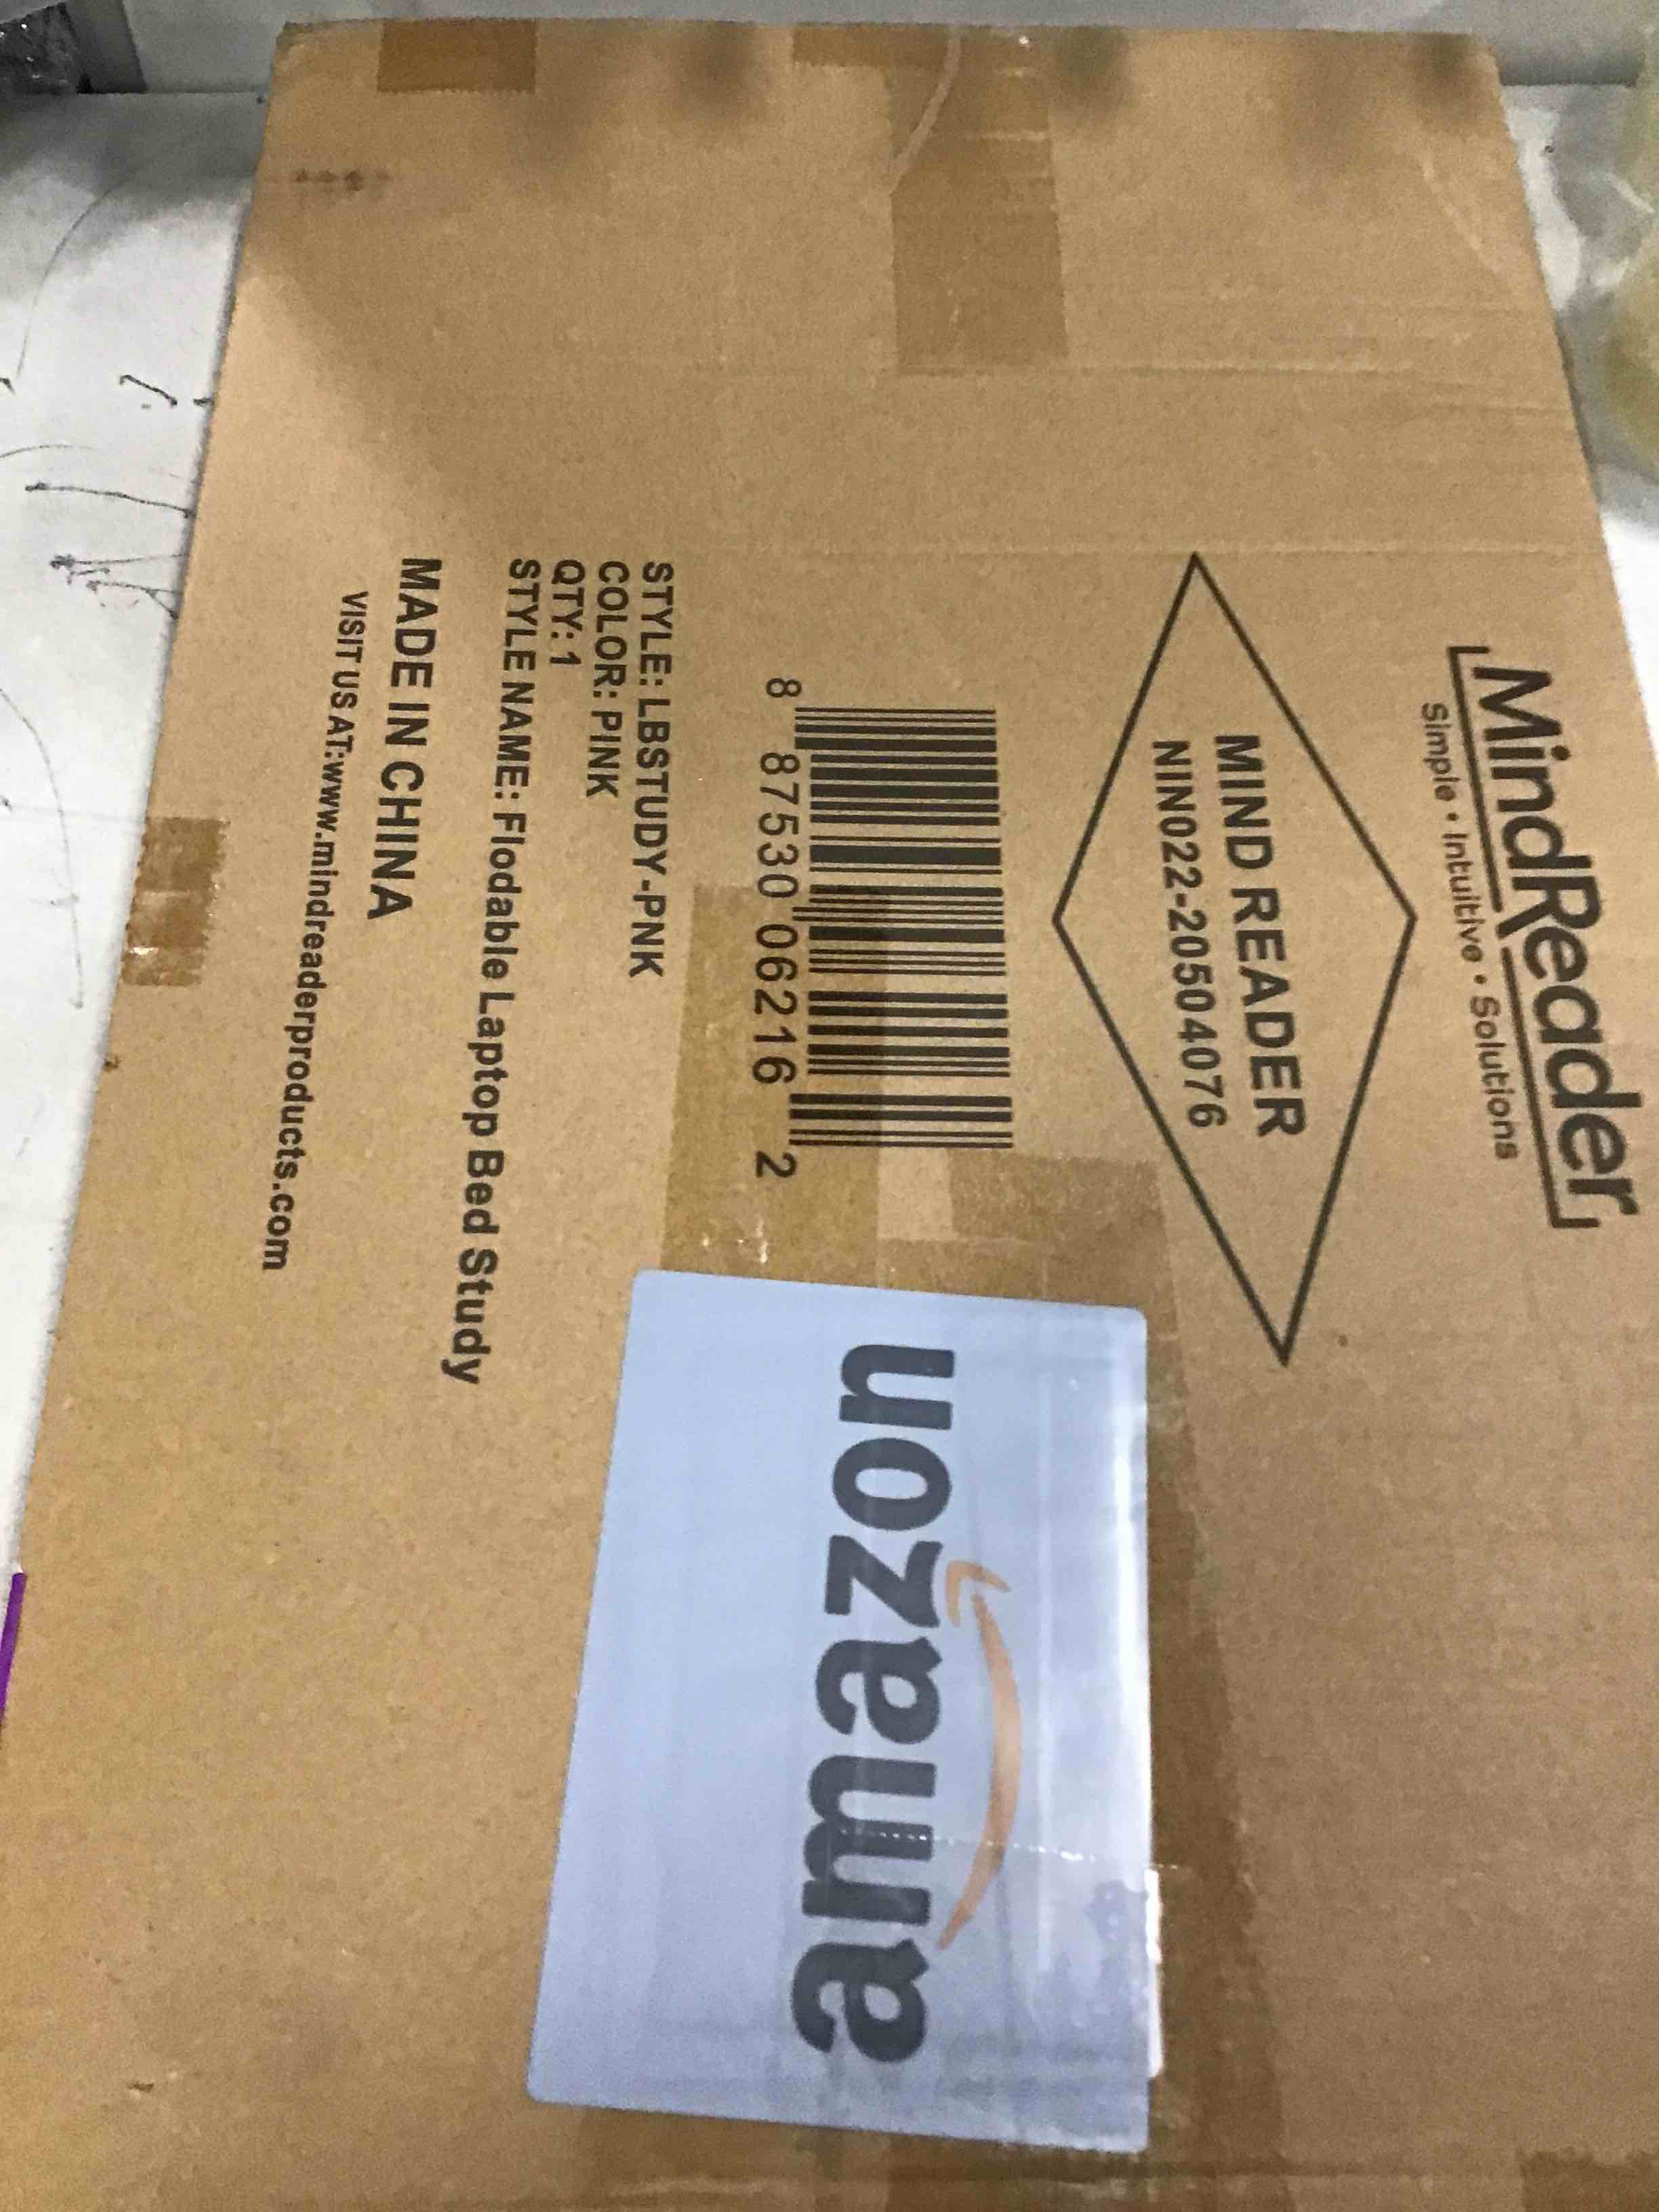 MindReader
Simple • Intuitive • Solutions
MIND READER
NIN022-20504076
8 87530 06216 2
STYLE: LBSTUDY-PNK
COLOR: PINK
QTY: 1
STYLE NAME: Flodable Laptop Bed Study
MADE IN CHINA
VISIT US AT:www.mindreaderproducts.com
amazon